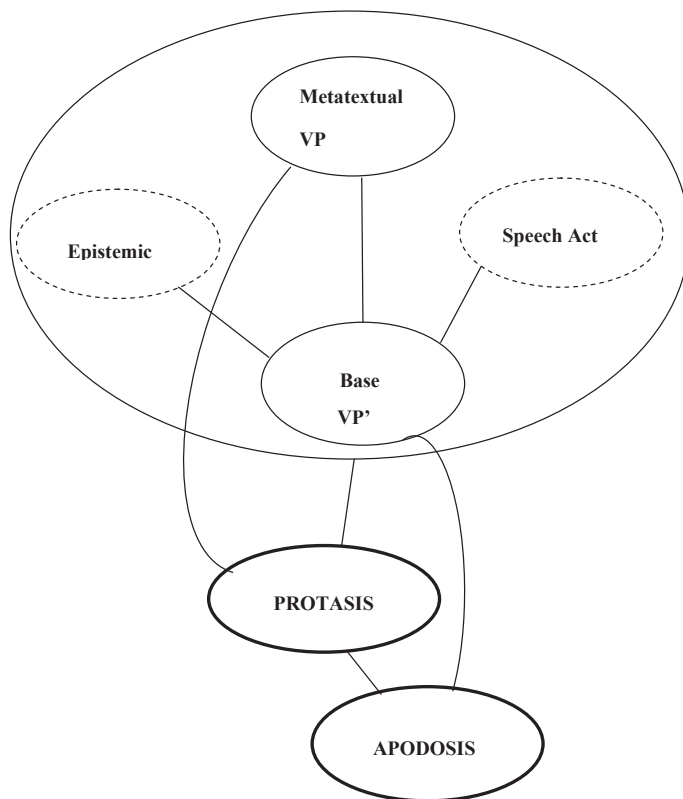 Metatextual
VP
Epistemic
Speech Act
Base
VP’
PROTASIS
APODOSIS